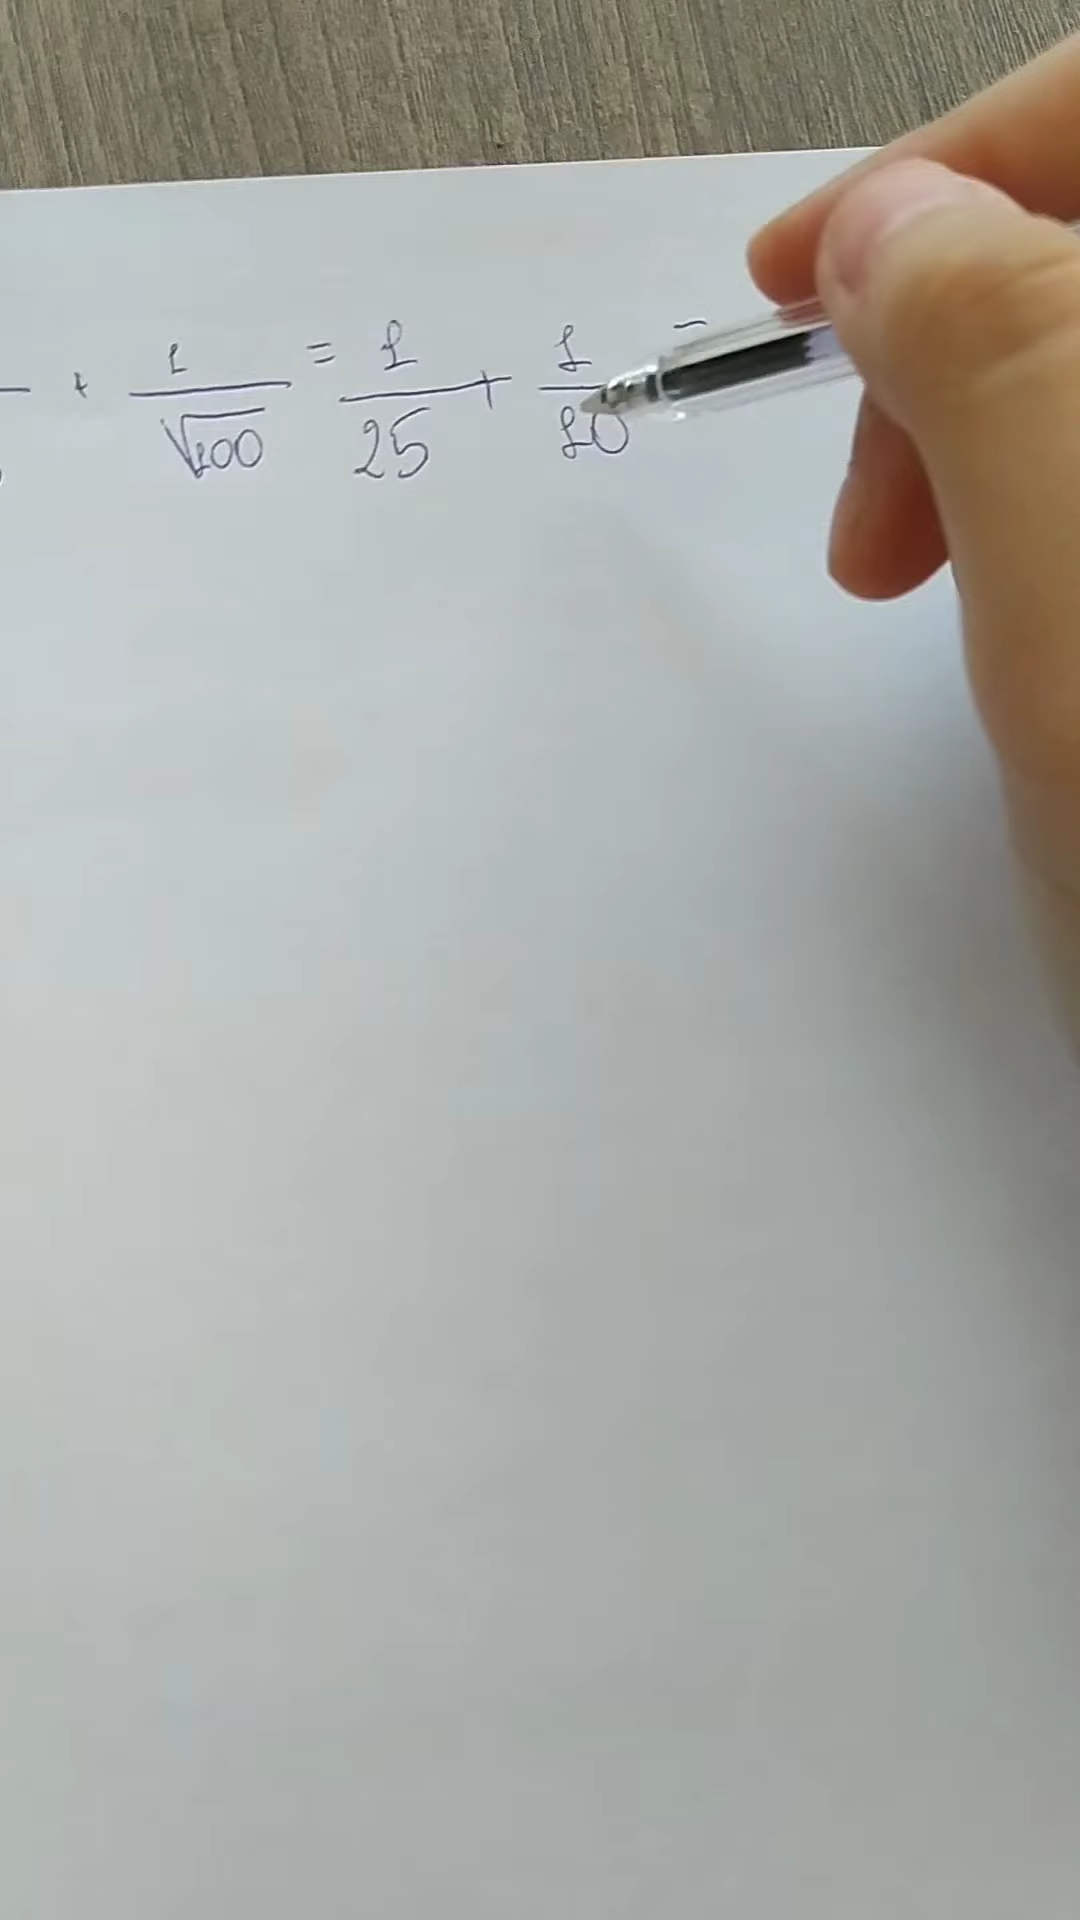 + 1/√100 = 1/25 + 1/10